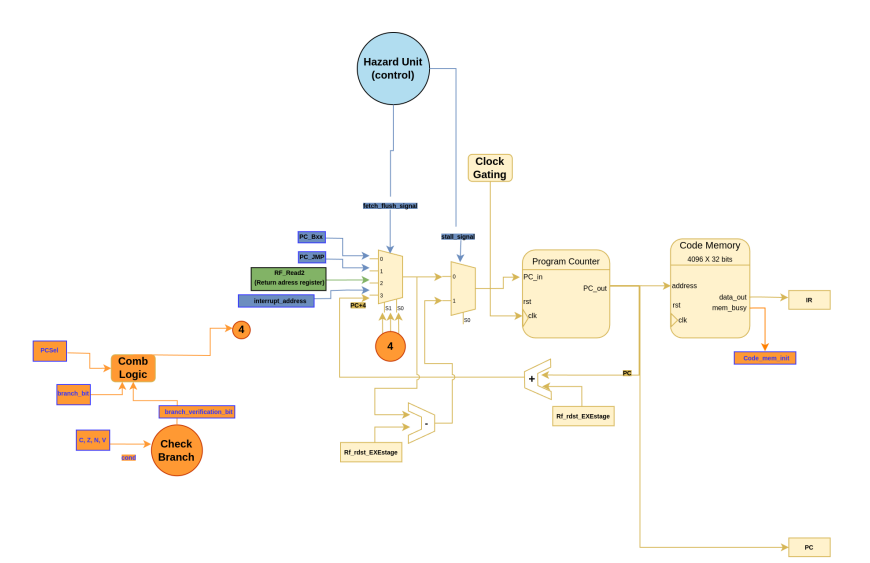 Hazard Unit
(control)
Clock
Gating
fetch_flush_signal
stall_signal
PC_Bxx
PC_JMP
RF_Read2
(Return adress register)
interrupt_address
PC+4
0
1
2
3
S1
S0
4
0
1
S0
Program Counter
PC_in
PC_out
rst
clk
Code Memory
4096 X 32 bits
address
data_out
mem_busy
rst
clk
IR
Code_mem_init
4
PCSel
Comb
Logic
branch_bit
branch_verification_bit
C, Z, N, V
cond
Check
Branch
PC
+
Rf_rdst_EXEstage
-
Rf_rdst_EXEstage
PC